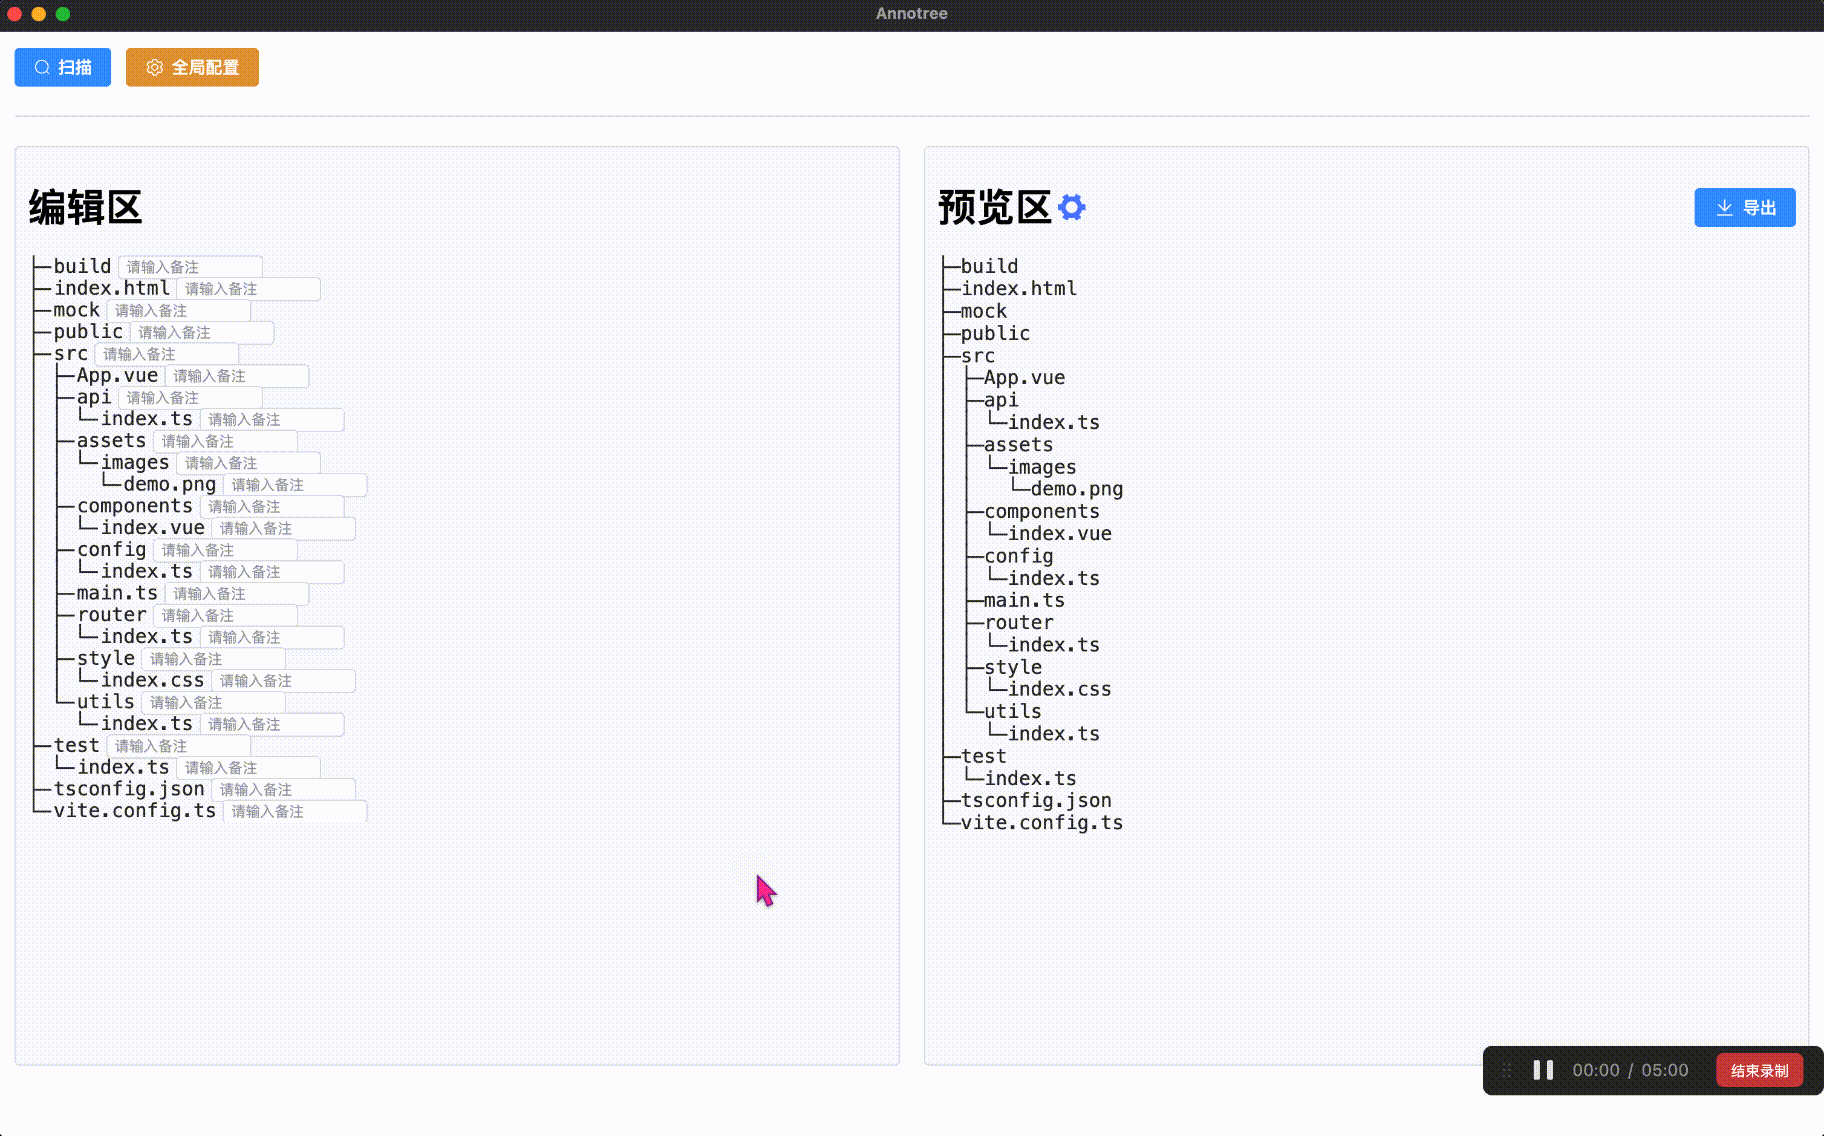 Annotree
扫描
全局配置
编辑区
├─build 请输入备注
├─index.html 请输入备注
├─mock 请输入备注
├─public 请输入备注
├─src 请输入备注
│ ├─App.vue 请输入备注
│ ├─api 请输入备注
│ │ └─index.ts 请输入备注
│ ├─assets 请输入备注
│ │ └─images 请输入备注
│ │   └─demo.png 请输入备注
│ ├─components 请输入备注
│ │ └─index.vue 请输入备注
│ ├─config 请输入备注
│ │ └─index.ts 请输入备注
│ ├─main.ts 请输入备注
│ ├─router 请输入备注
│ │ └─index.ts 请输入备注
│ ├─style 请输入备注
│ │ └─index.css 请输入备注
│ └─utils 请输入备注
│   └─index.ts 请输入备注
├─test 请输入备注
│ └─index.ts 请输入备注
├─tsconfig.json 请输入备注
└─vite.config.ts 请输入备注
预览区
导出
├─build
├─index.html
├─mock
├─public
├─src
│ ├─App.vue
│ ├─api
│ │ └─index.ts
│ ├─assets
│ │ └─images
│ │   └─demo.png
│ ├─components
│ │ └─index.vue
│ ├─config
│ │ └─index.ts
│ ├─main.ts
│ ├─router
│ │ └─index.ts
│ ├─style
│ │ └─index.css
│ └─utils
│   └─index.ts
├─test
│ └─index.ts
├─tsconfig.json
└─vite.config.ts
00:00 / 05:00
结束录制